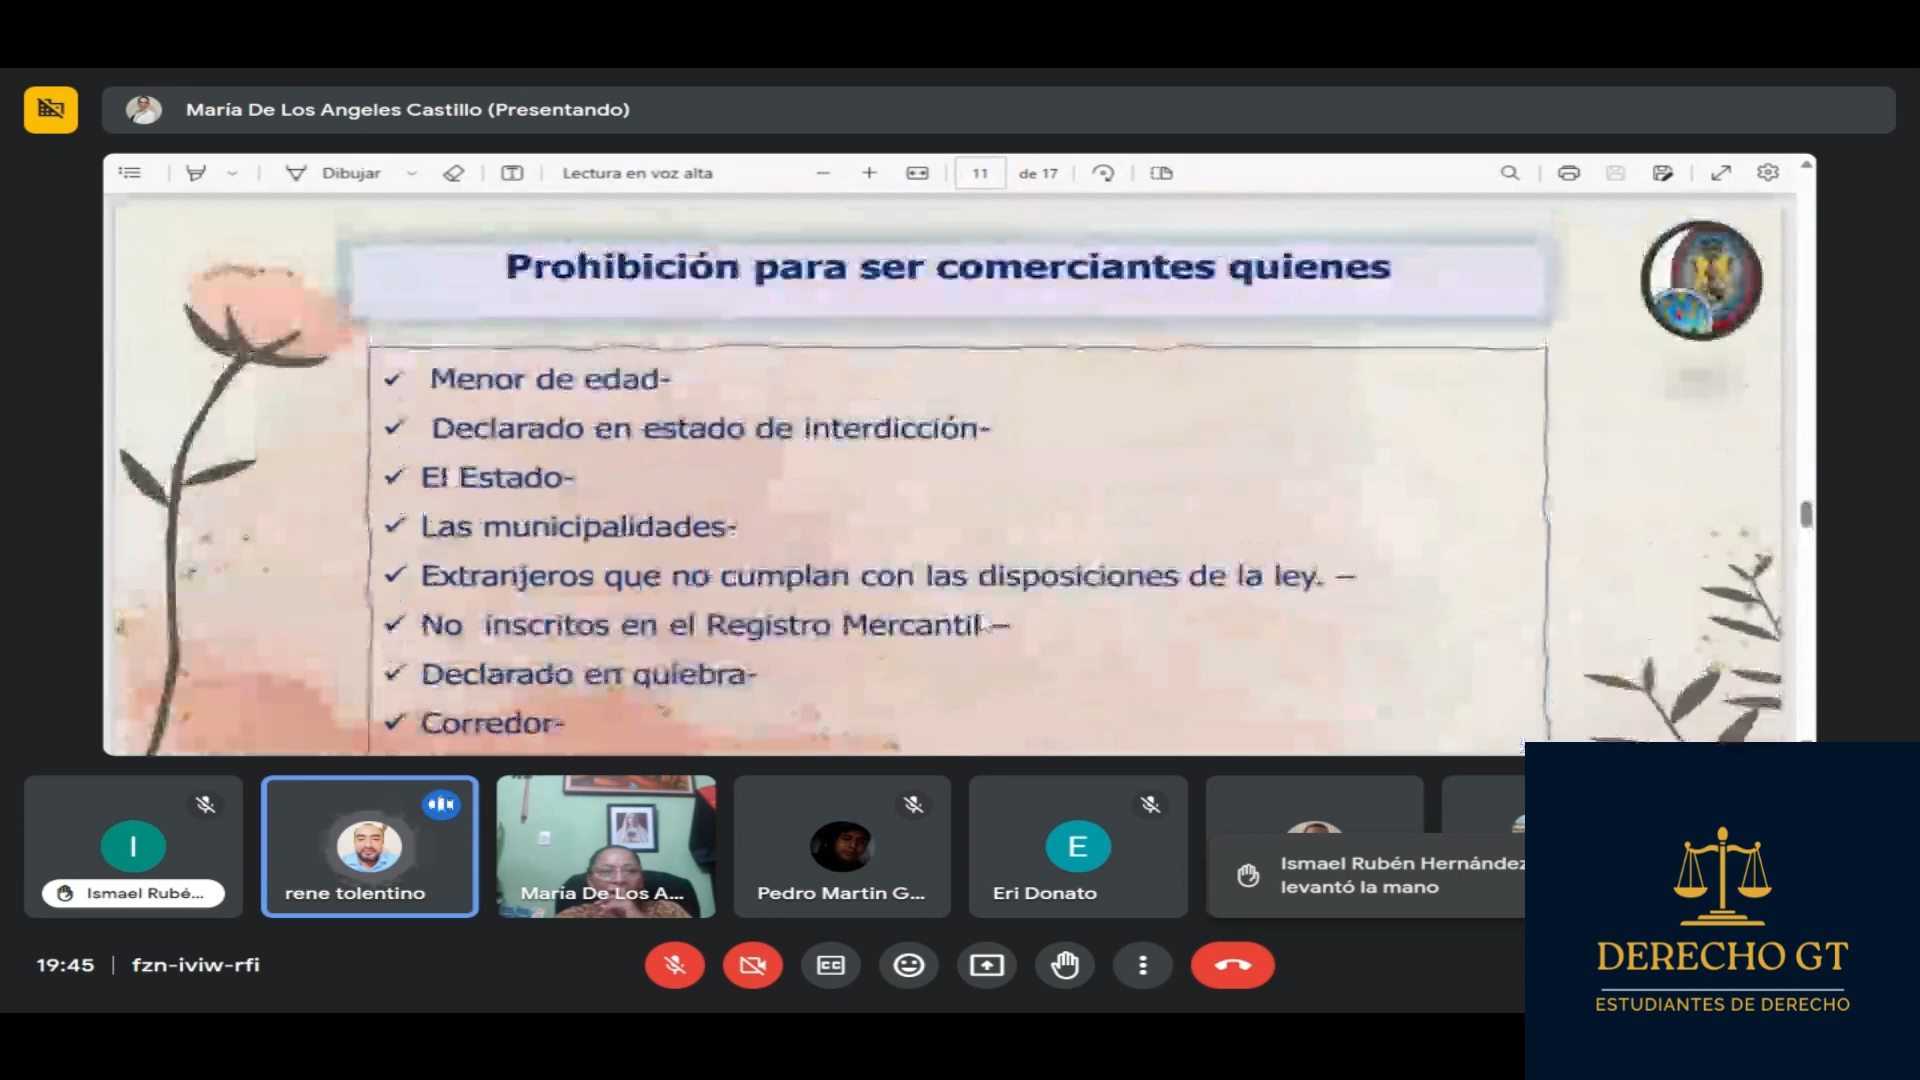 María De Los Angeles Castillo (Presentando)
Dibujar
Lectura en voz alta
11 de 17
Prohibición para ser comerciantes quienes
✓ Menor de edad-
✓ Declarado en estado de interdicción-
✓ El Estado-
✓ Las municipalidades-
✓ Extranjeros que no cumplan con las disposiciones de la ley. –
✓ No inscritos en el Registro Mercantil –
✓ Declarado en quiebra-
✓ Corredor-
I
Ismael Rubé...
rene tolentino
María De Los A...
Pedro Martin G...
E
Eri Donato
Ismael Rubén Hernández
levantó la mano
19:45 | fzn-iviw-rfi
CC
DERECHO GT
ESTUDIANTES DE DERECHO